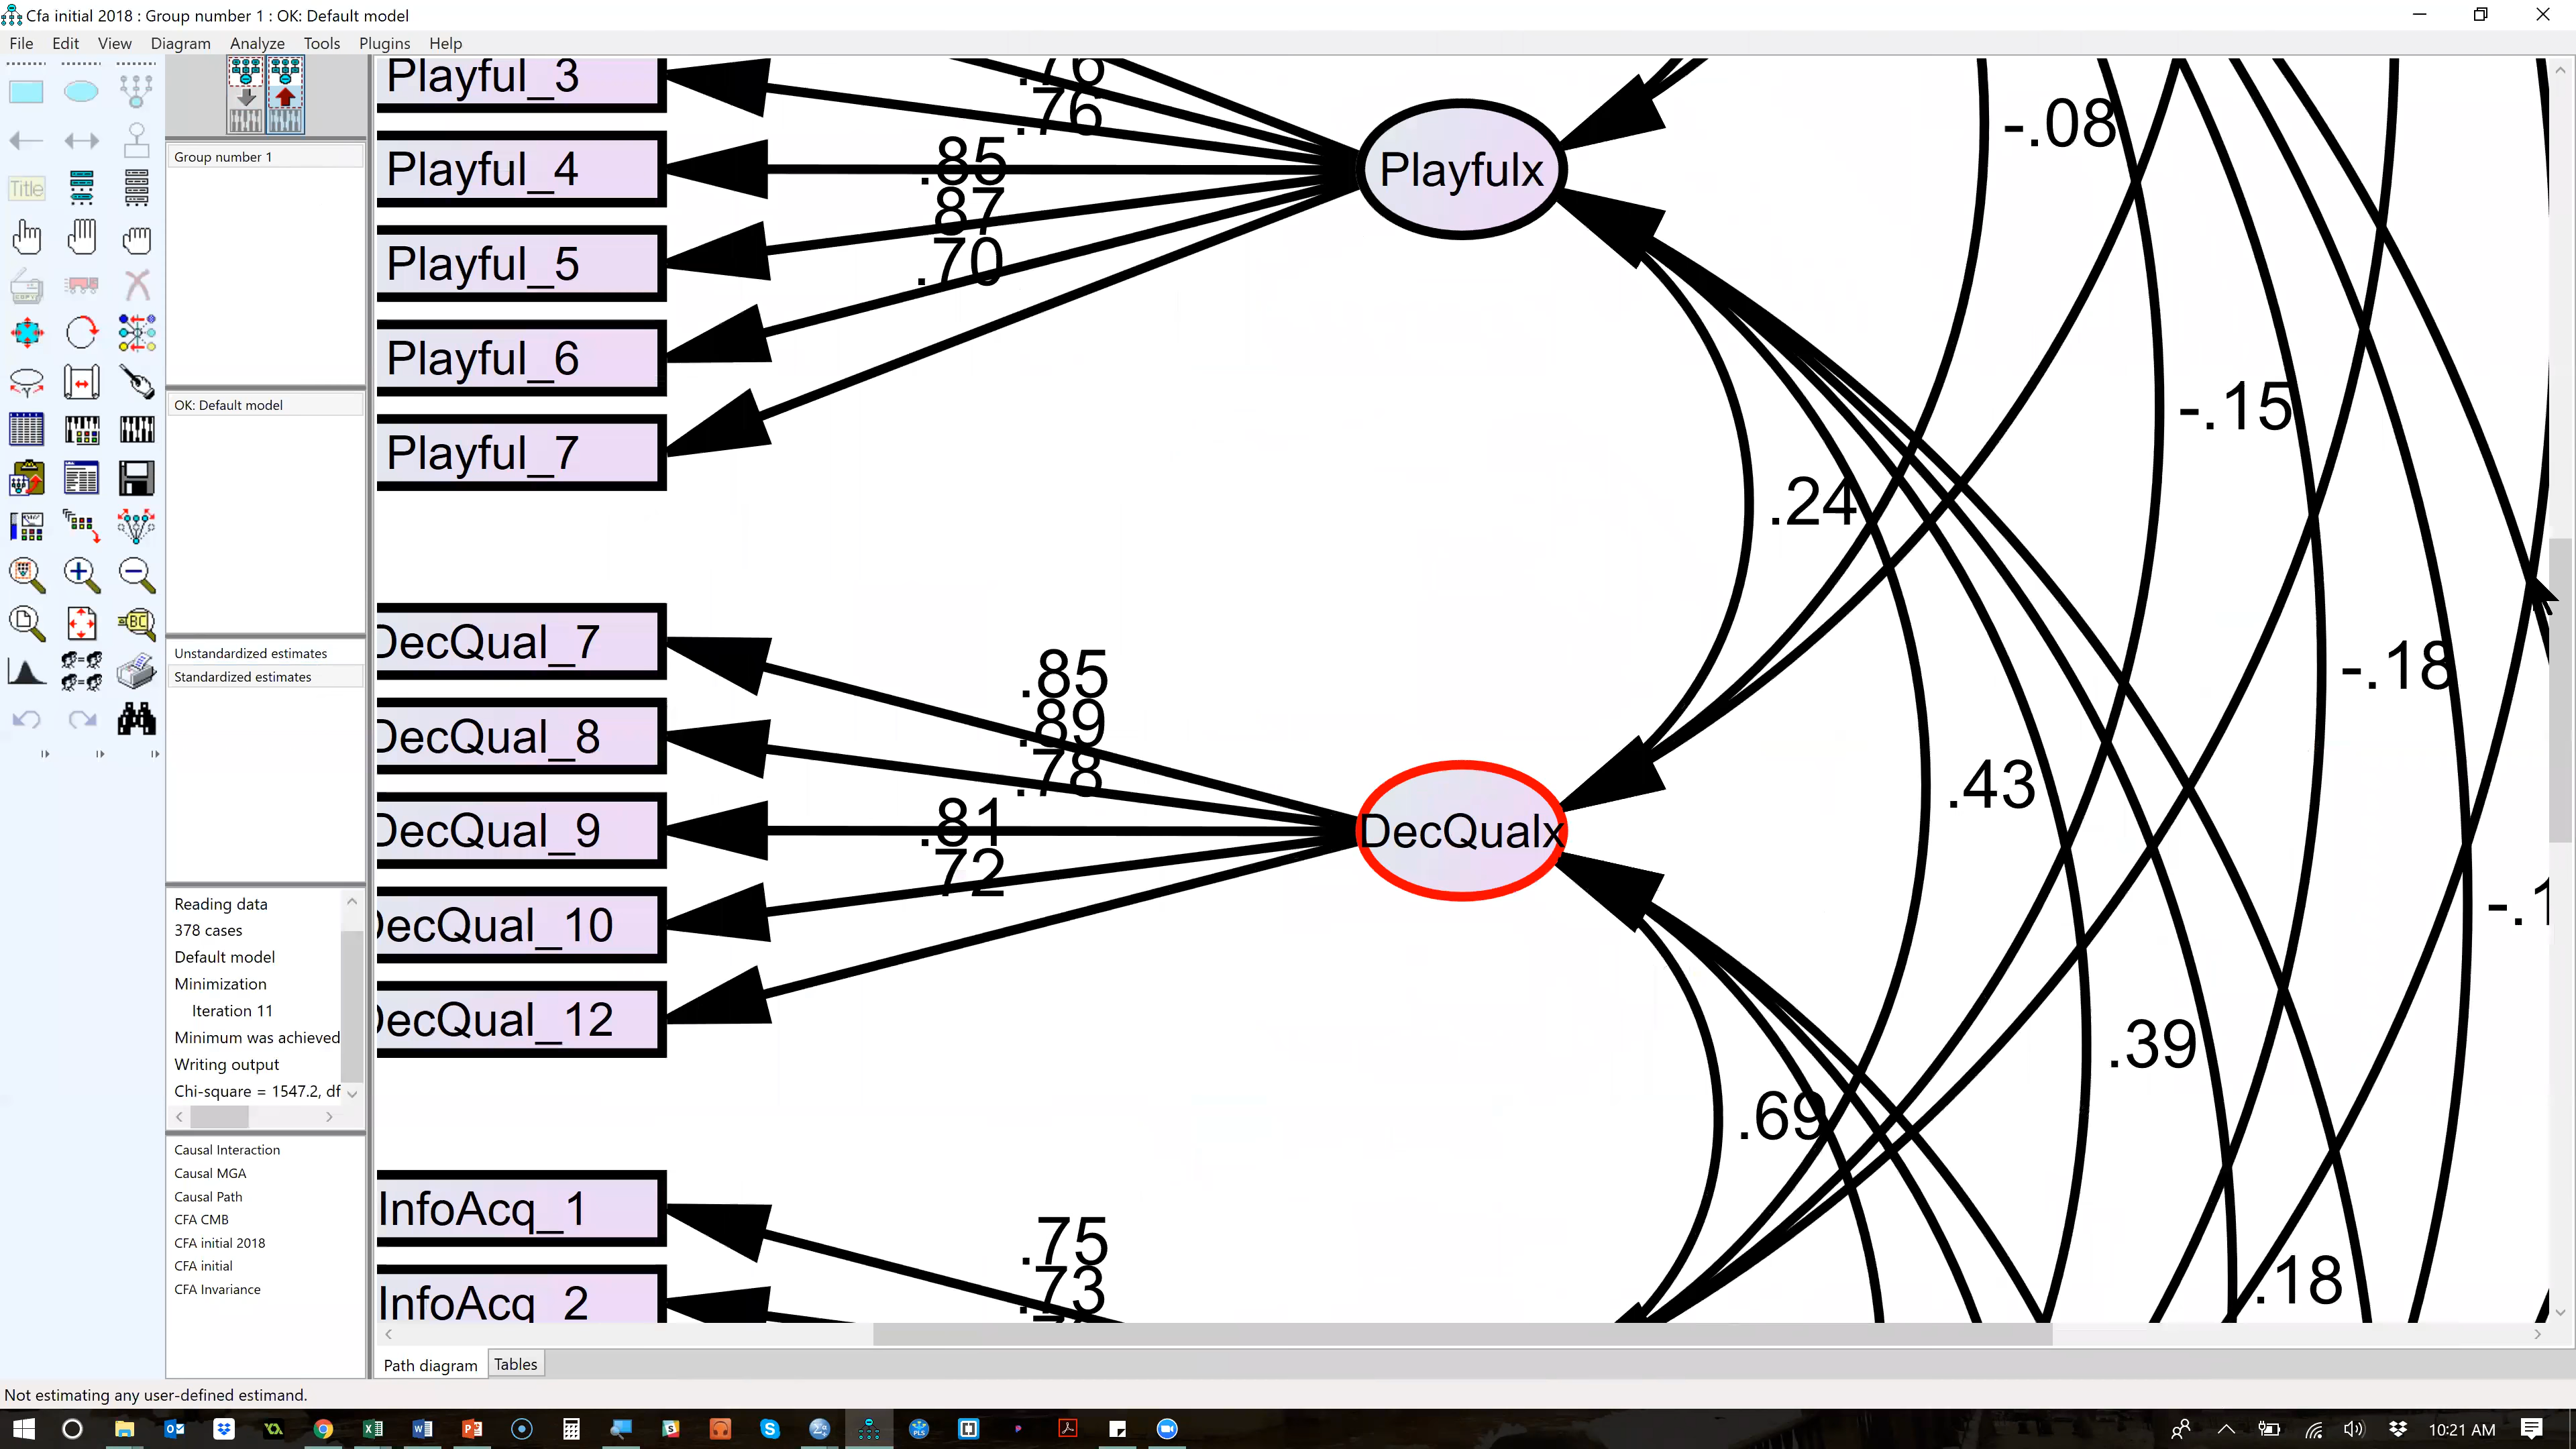 Cfa initial 2018 : Group number 1 : OK: Default model
File Edit View Diagram Analyze Tools Plugins Help
Title
Group number 1
OK: Default model
Unstandardized estimates
Standardized estimates
Reading data
378 cases
Default model
Minimization
Iteration 11
Minimum was achieved
Writing output
Chi-square = 1547.2, df
Causal Interaction
Causal MGA
Causal Path
CFA CMB
CFA initial 2018
CFA initial
CFA Invariance
Playful_3
Playful_4
Playful_5
Playful_6
Playful_7
.76
.76
.85
.87
.70
Playfulx
DecQual_7
DecQual_8
DecQual_9
DecQual_10
DecQual_12
.85
.89
.78
.81
.72
DecQualx
InfoAcq_1
InfoAcq_2
.75
.73
-.08
-.15
.24
-.18
.43
-.1
.39
.69
.18
Path diagram Tables
Not estimating any user-defined estimand.
10:21 AM